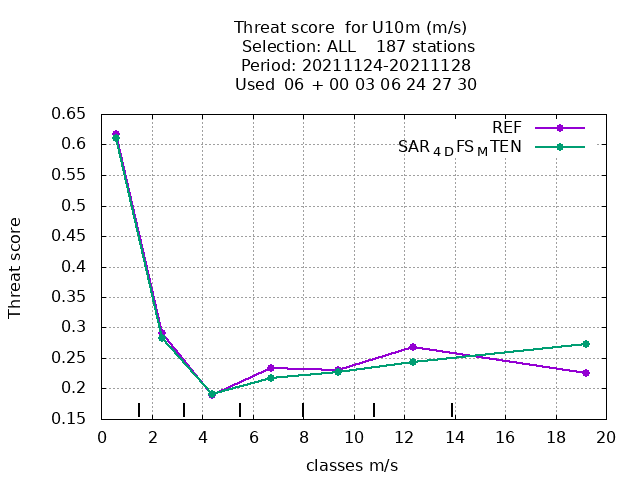 Threat score for U10m (m/s)
Selection: ALL 187 stations
Period: 20211124-20211128
Used 06 + 00 03 06 24 27 30
0.65
0.6
0.55
0.5
0.45
0.4
0.35
0.3
0.25
0.2
0.15
Threat score
REF
SAR4DFSMTEN
0 2 4 6 8 10 12 14 16 18 20
classes m/s